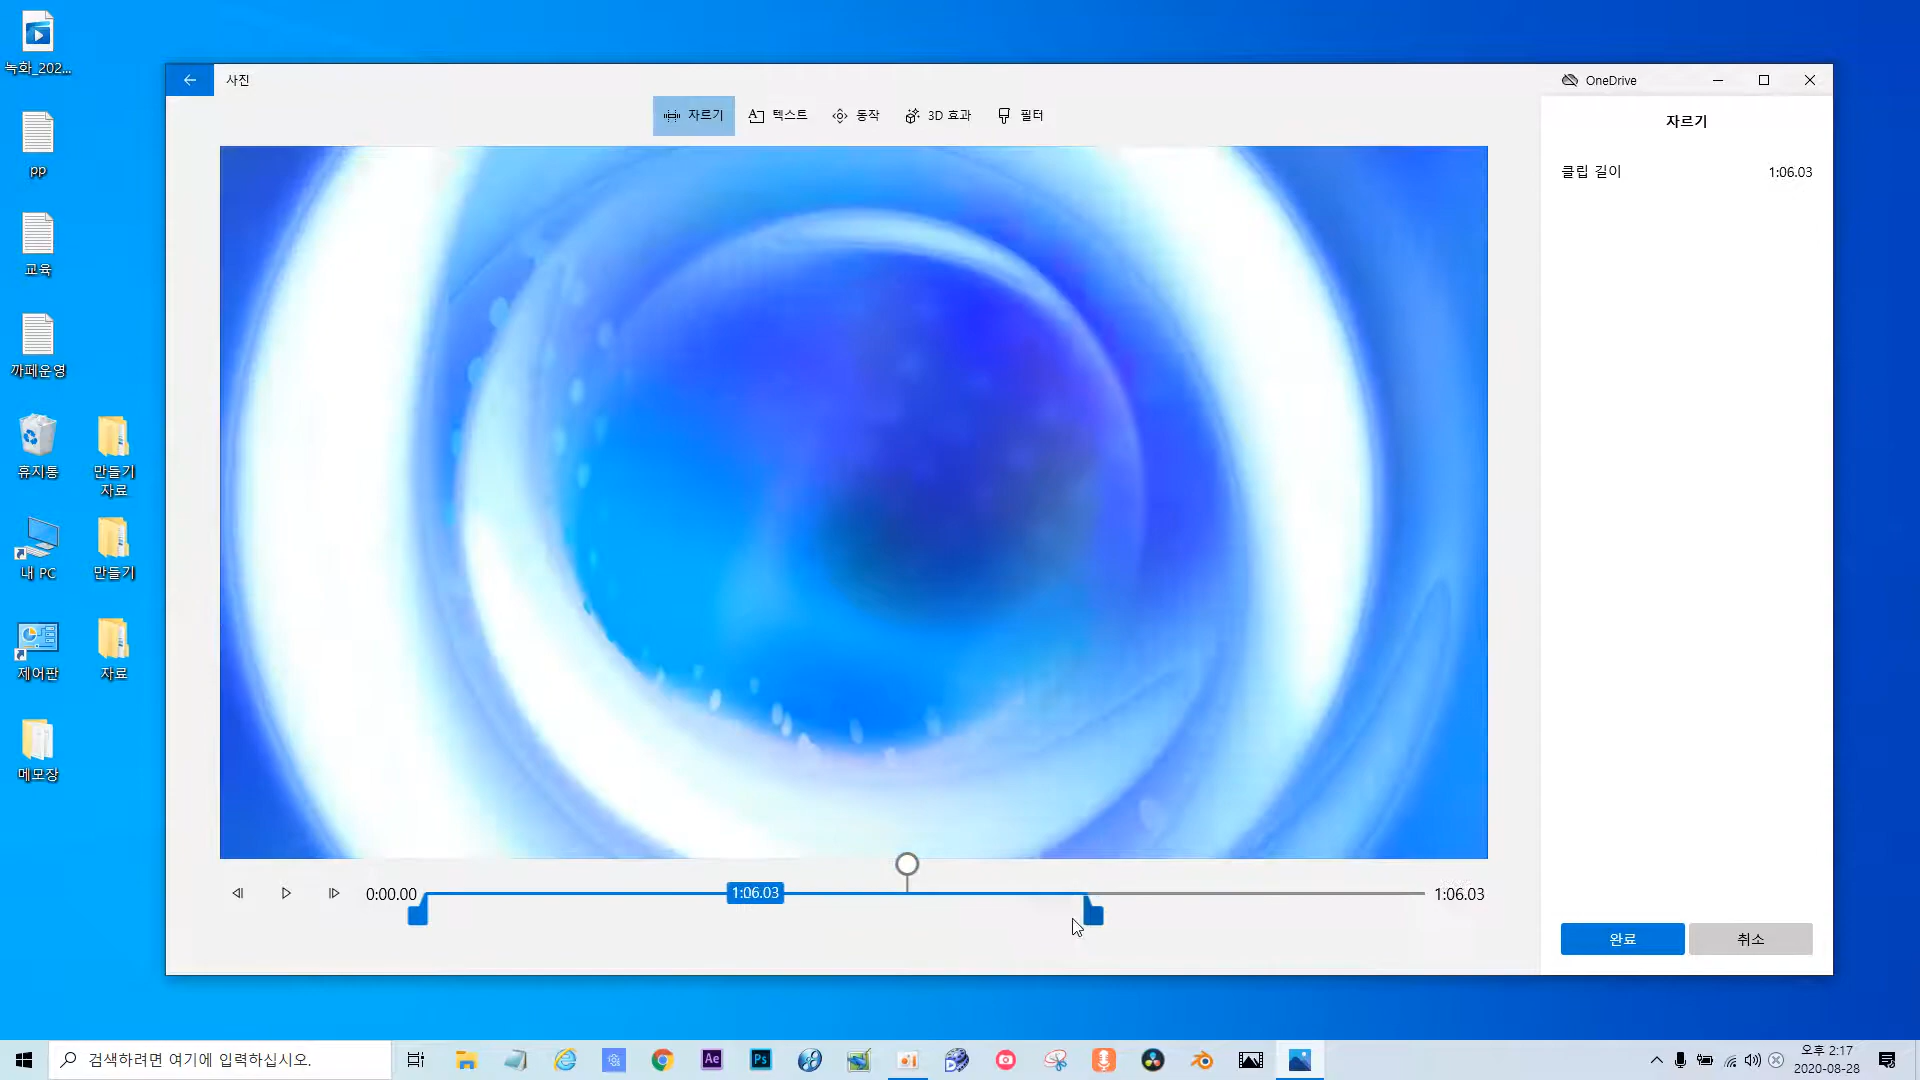 녹화_202...
pp
교육
까페운영
휴지통
만들기
자료
내 PC
만들기
제어판
자료
메모장
사진
OneDrive
자르기
텍스트
동작
3D 효과
필터
자르기
클립 길이
1:06.03
0:00.00
1:06.03
1:06.03
완료
취소
검색하려면 여기에 입력하십시오.
Ae
Ps
오후 2:17
2020-08-28